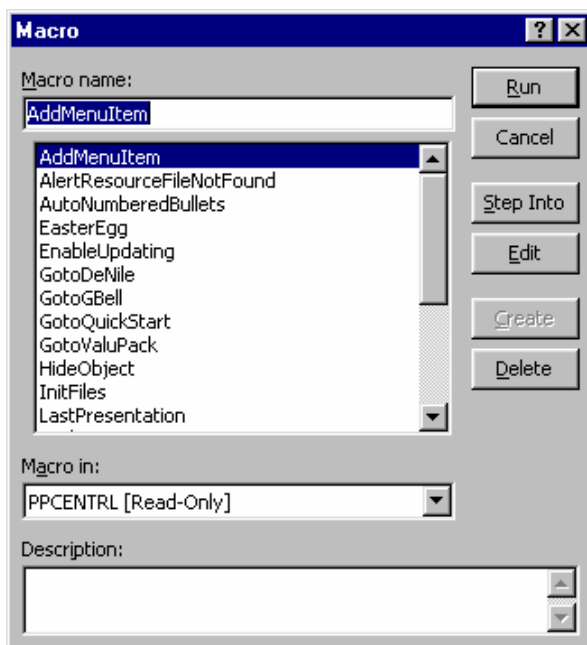 Macro
Macro name:
AddMenuItem
AddMenuItem
AlertResourceFileNotFound
AutoNumberedBullets
EasterEgg
EnableUpdating
GotoDeNile
GotoGBell
GotoQuickStart
GotoValuPack
HideObject
InitFiles
LastPresentation
Run
Cancel
Step Into
Edit
Create
Delete
Macro in:
PPCENTRL [Read-Only]
Description: